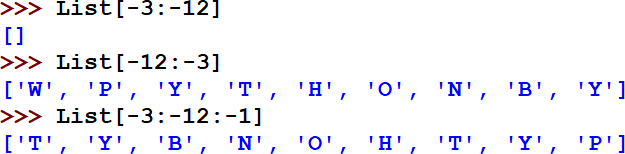 >>> List[-3:-12]
[]
>>> List[-12:-3]
['W', 'P', 'Y', 'T', 'H', 'O', 'N', 'B', 'Y']
>>> List[-3:-12:-1]
['T', 'Y', 'B', 'N', 'O', 'H', 'T', 'Y', 'P']